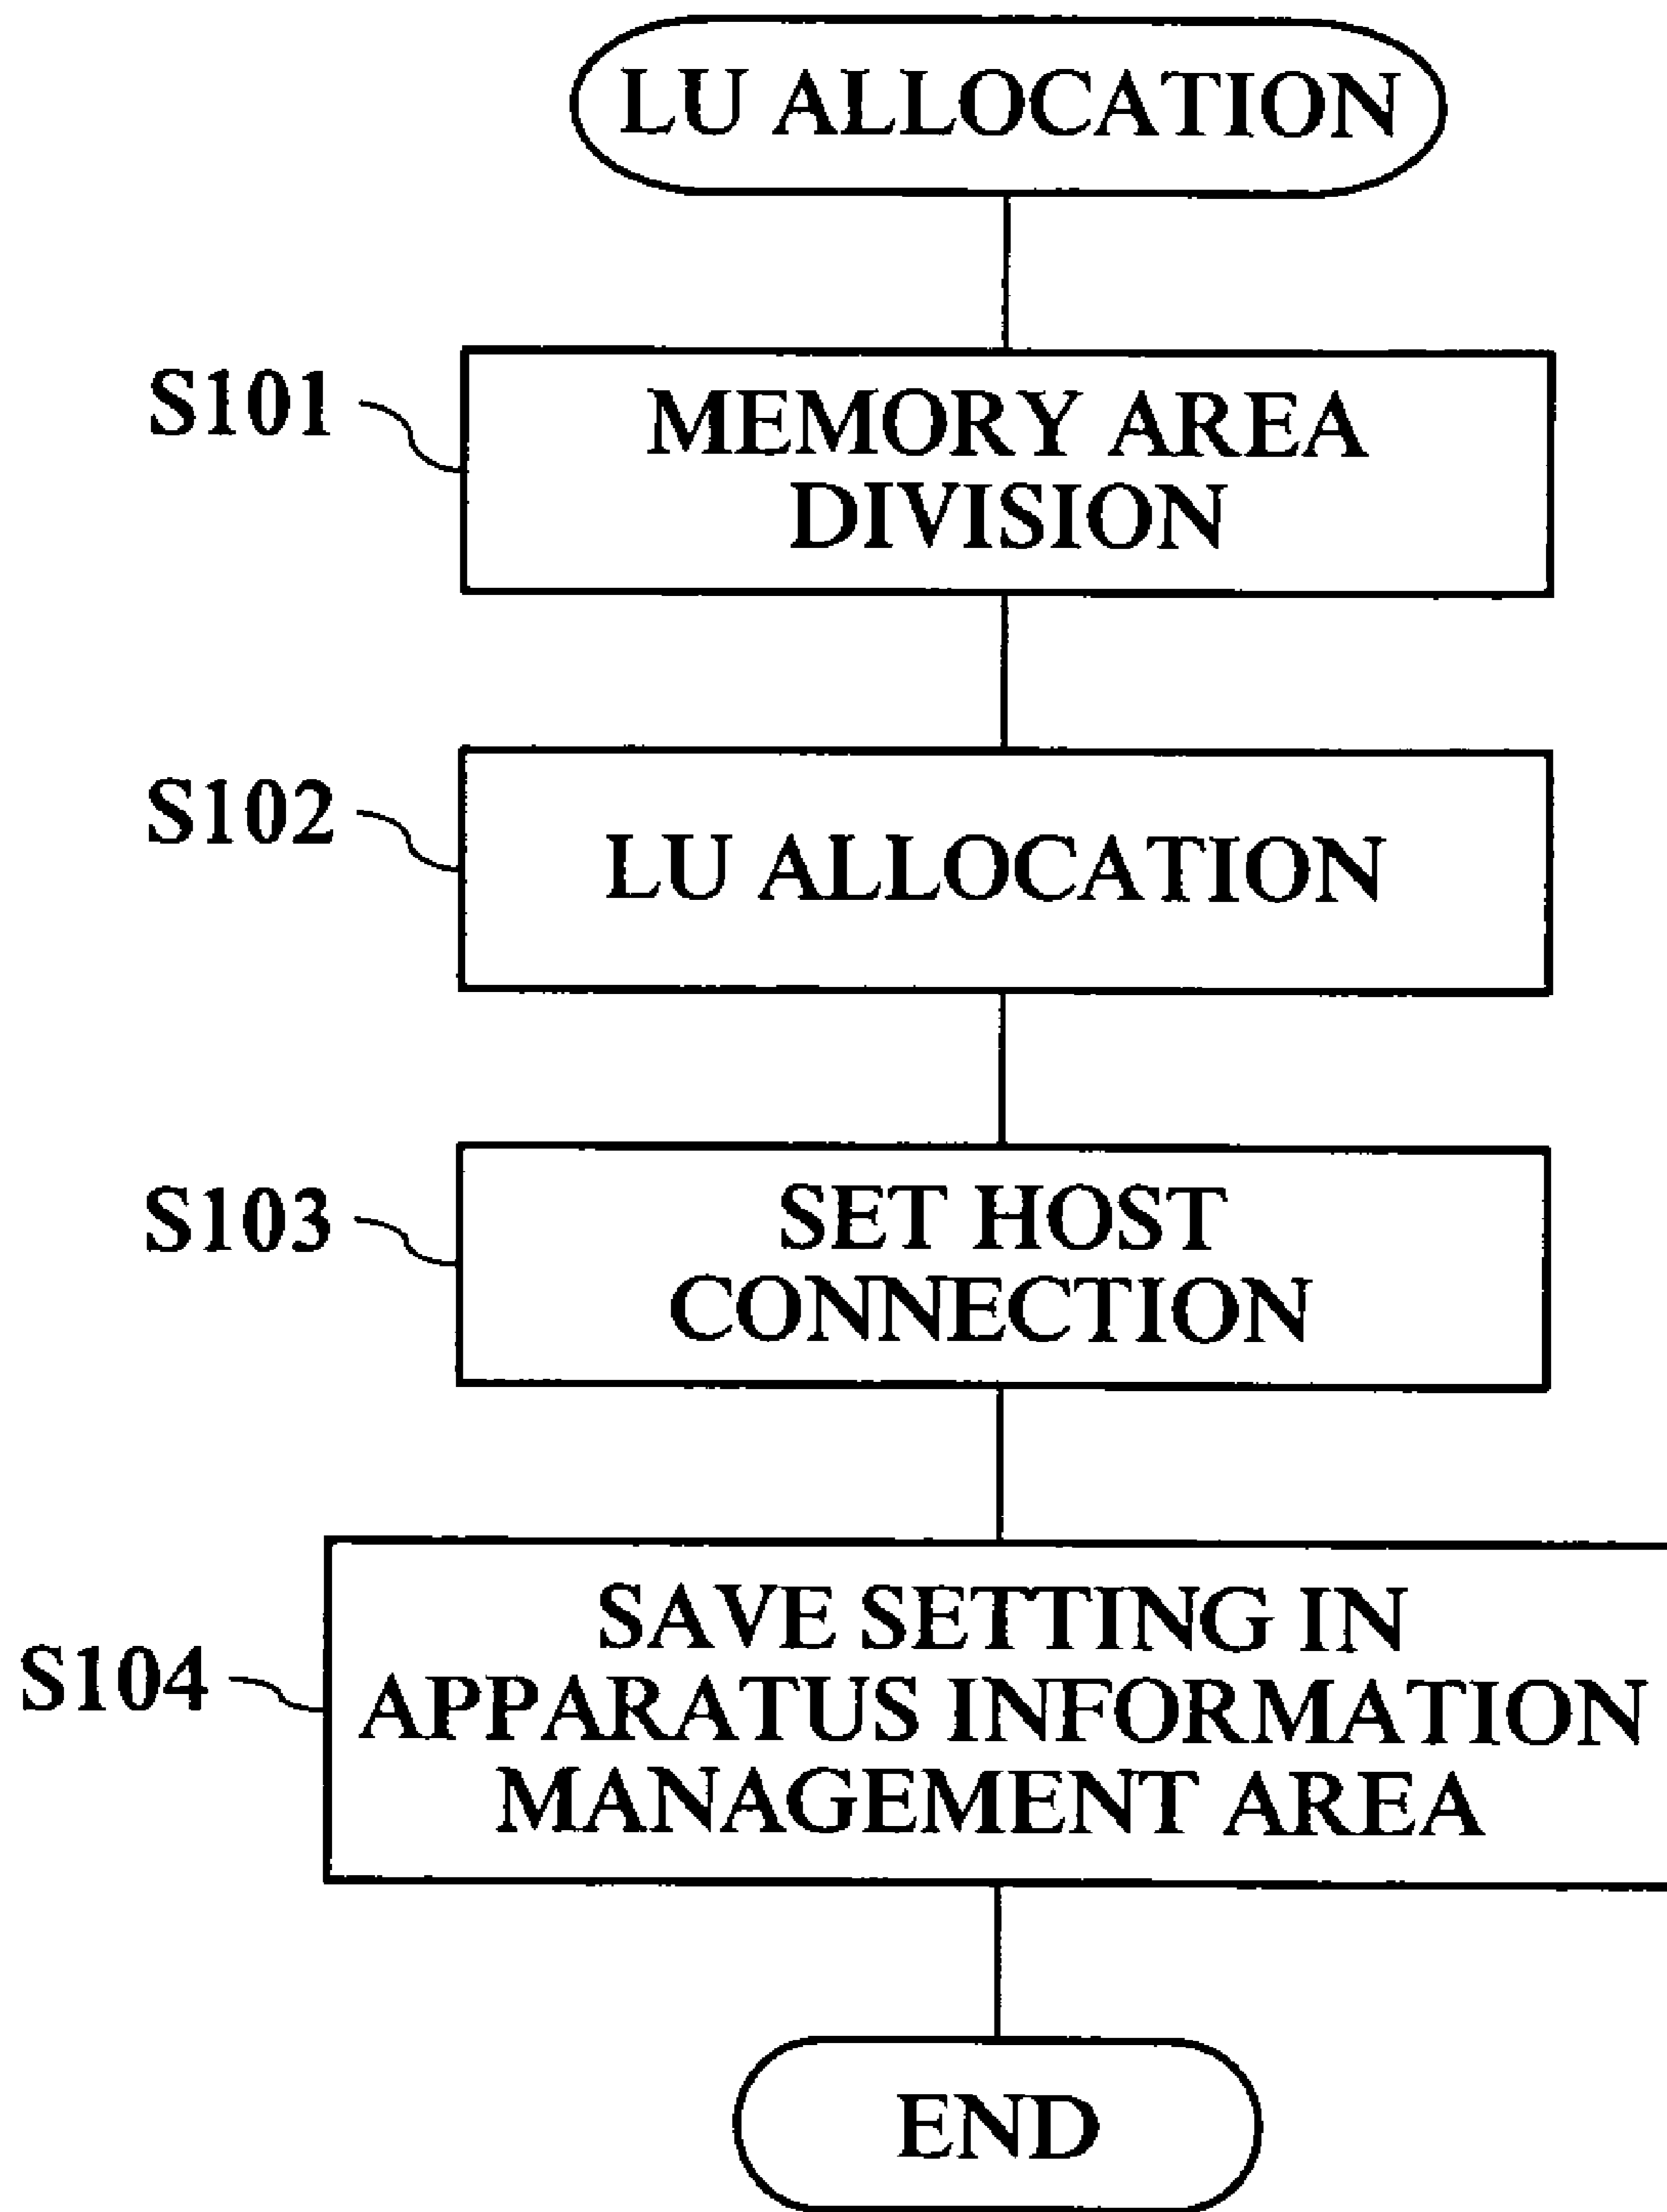 LU ALLOCATION
S101
MEMORY AREA
DIVISION
S102
LU ALLOCATION
S103
SET HOST
CONNECTION
S104
SAVE SETTING IN
APPARATUS INFORMATION
MANAGEMENT AREA
END